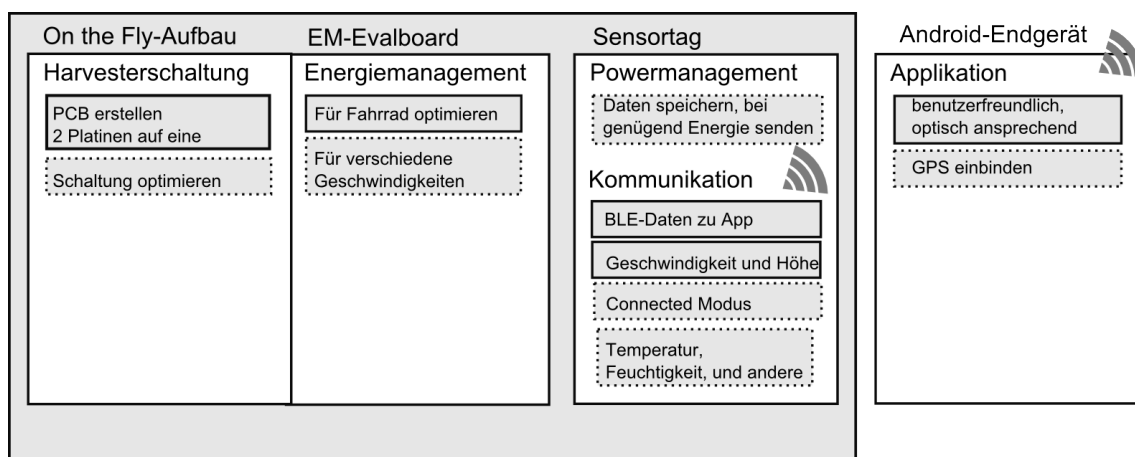 On the Fly-Aufbau
Harvesterschaltung
PCB erstellen
2 Platinen auf eine
Schaltung optimieren
EM-Evalboard
Energiemanagement
Für Fahrrad optimieren
Für verschiedene
Geschwindigkeiten
Sensortag
Powermanagement
Daten speichern, bei
genügend Energie senden
Kommunikation
BLE-Daten zu App
Geschwindigkeit und Höhe
Connected Modus
Temperatur,
Feuchtigkeit, und andere
Android-Endgerät
Applikation
benutzerfreundlich,
optisch ansprechend
GPS einbinden